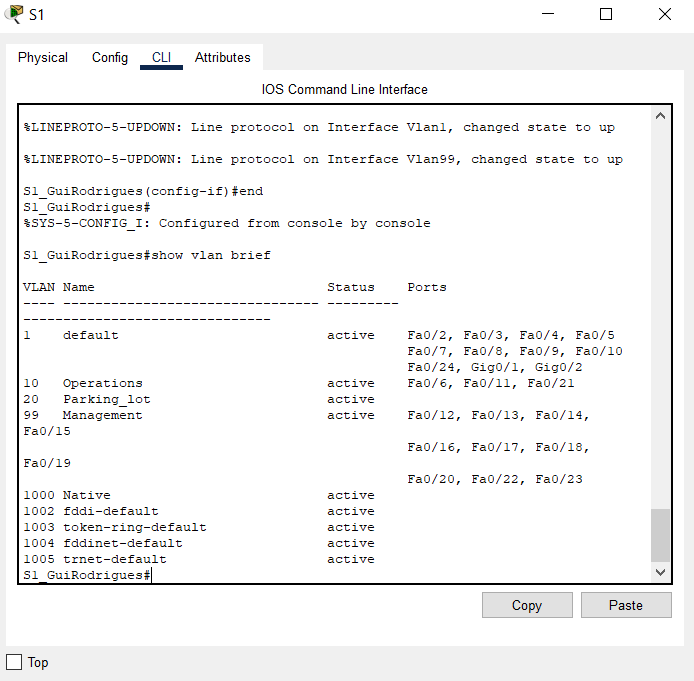 S1
Physical Config CLI Attributes
IOS Command Line Interface
%LINEPROTO-5-UPDOWN: Line protocol on Interface Vlan1, changed state to up
%LINEPROTO-5-UPDOWN: Line protocol on Interface Vlan99, changed state to up
S1_GuiRodrigues(config-if)#end
S1_GuiRodrigues#
%SYS-5-CONFIG_I: Configured from console by console
S1_GuiRodrigues#show vlan brief
VLAN Name                             Status    Ports
---- -------------------------------- ---------
-------------------------------
1    default                          active    Fa0/2, Fa0/3, Fa0/4, Fa0/5
                                                Fa0/7, Fa0/8, Fa0/9, Fa0/10
                                                Fa0/24, Gig0/1, Gig0/2
10   Operations                       active    Fa0/6, Fa0/11, Fa0/21
20   Parking_lot                      active
99   Management                       active    Fa0/12, Fa0/13, Fa0/14,
Fa0/15
                                                Fa0/16, Fa0/17, Fa0/18,
Fa0/19
                                                Fa0/20, Fa0/22, Fa0/23
1000 Native                           active
1002 fddi-default                     active
1003 token-ring-default               active
1004 fddinet-default                  active
1005 trnet-default                    active
S1_GuiRodrigues#
Copy Paste
Top